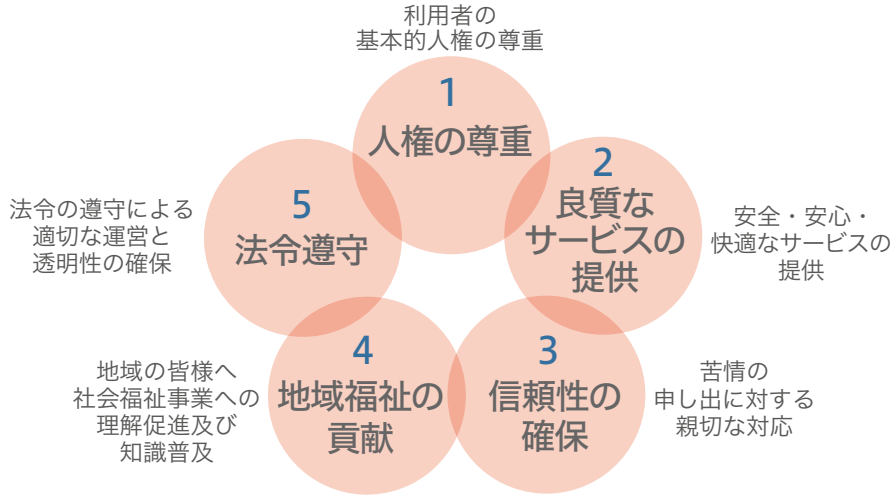 利用者の
基本的人権の尊重
1
人権の尊重
2
良質な
サービスの
提供
安全・安心・
快適なサービスの
提供
3
信頼性の
確保
苦情の
申し出に対する
親切な対応
4
地域福祉の
貢献
地域の皆様へ
社会福祉事業への
理解促進及び
知識普及
5
法令遵守
法令の遵守による
適切な運営と
透明性の確保